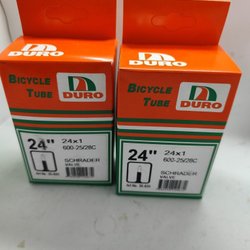 DURO
BICYCLE
TUBE
DURO
24"
24x1
600-25/28C
SCHRADER
VALVE
DURO
BICYCLE
TUBE
DURO
24"
24x1
600-25/28C
SCHRADER
VALVE